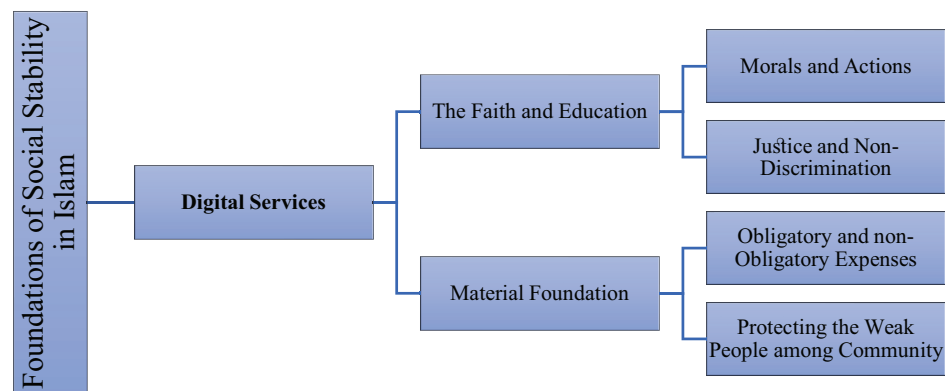 Foundations of Social Stability
in Islam
Digital Services
The Faith and Education
Morals and Actions
Justice and Non-
Discrimination
Material Foundation
Obligatory and non-
Obligatory Expenses
Protecting the Weak
People among Community